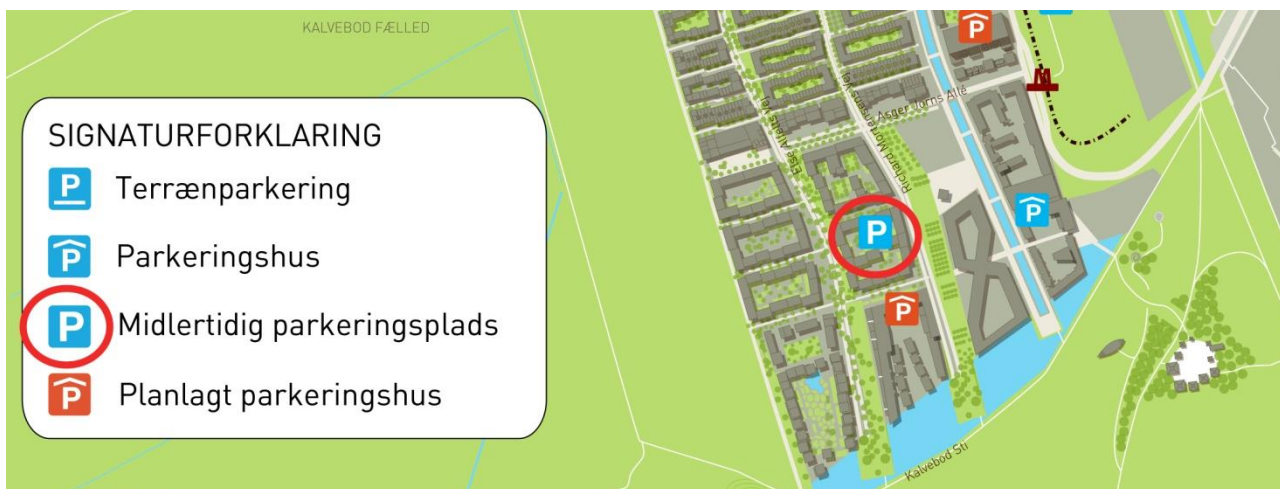 KALVEBOD FÆLLED
SIGNATURFORKLARING
P Terrænparkering
P Parkeringshus
P Midlertidig parkeringsplads
P Planlagt parkeringshus
P
M
Asger Jorns Allé
Else Alfelts Vej
Richard Mortensens Vej
P
P
P
Kalvebod Sti